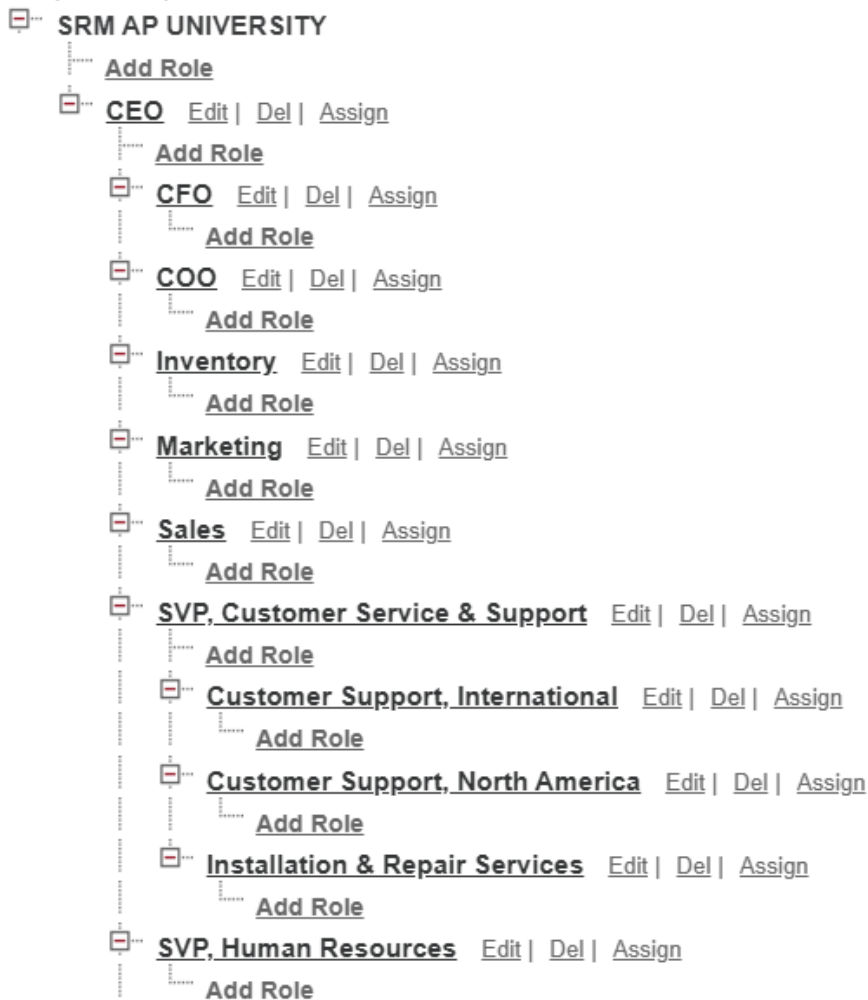 SRM AP UNIVERSITY
Add Role
CEO Edit | Del | Assign
Add Role
CFO Edit | Del | Assign
Add Role
COO Edit | Del | Assign
Add Role
Inventory Edit | Del | Assign
Add Role
Marketing Edit | Del | Assign
Add Role
Sales Edit | Del | Assign
Add Role
SVP, Customer Service & Support Edit | Del | Assign
Add Role
Customer Support, International Edit | Del | Assign
Add Role
Customer Support, North America Edit | Del | Assign
Add Role
Installation & Repair Services Edit | Del | Assign
Add Role
SVP, Human Resources Edit | Del | Assign
Add Role